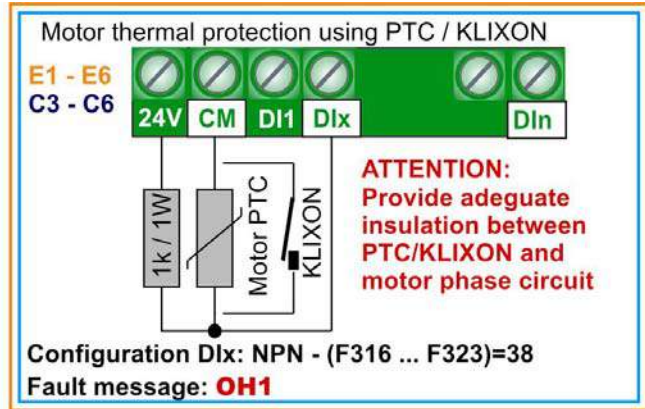 Motor thermal protection using PTC / KLIXON
E1 - E6
C3 - C6
24V CM DI1 DIx DIn
ATTENTION:
Provide adeguate
insulation between
PTC/KLIXON and
motor phase circuit
1k / 1W
Motor PTC
KLIXON
Configuration DIx: NPN - (F316 ... F323)=38
Fault message: OH1